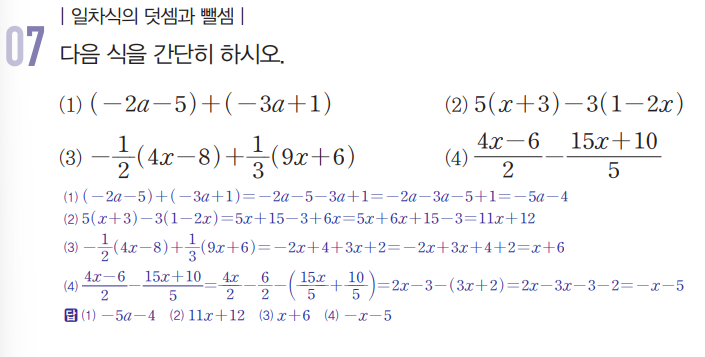 | 일차식의 덧셈과 뺄셈 |
07 다음 식을 간단히 하시오.
(1) (-2a-5)+(-3a+1) (2) 5(x+3)-3(1-2x)
(3) -1/2(4x-8)+1/3(9x+6) (4) (4x-6)/2-(15x+10)/5
(1) (-2a-5)+(-3a+1)=-2a-5-3a+1=-2a-3a-5+1=-5a-4
(2) 5(x+3)-3(1-2x)=5x+15-3+6x=5x+6x+15-3=11x+12
(3) -1/2(4x-8)+1/3(9x+6)=-2x+4+3x+2=-2x+3x+4+2=x+6
(4) (4x-6)/2-(15x+10)/5=4x/2-6/2-(15x/5+10/5)=2x-3-(3x+2)=2x-3x-3-2=-x-5
답 (1) -5a-4 (2) 11x+12 (3) x+6 (4) -x-5